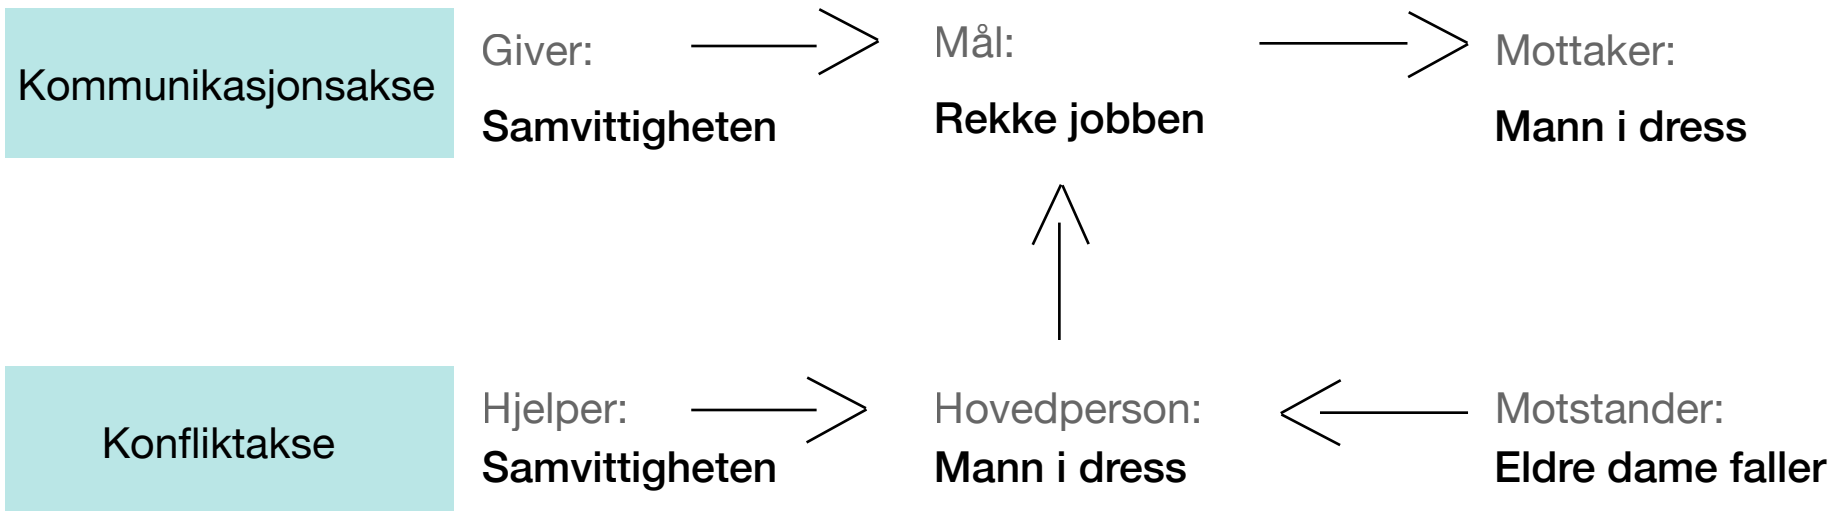 Kommunikasjonsakse
Giver:
Samvittigheten
Mål:
Rekke jobben
Mottaker:
Mann i dress
Konfliktakse
Hjelper:
Samvittigheten
Hovedperson:
Mann i dress
Motstander:
Eldre dame faller